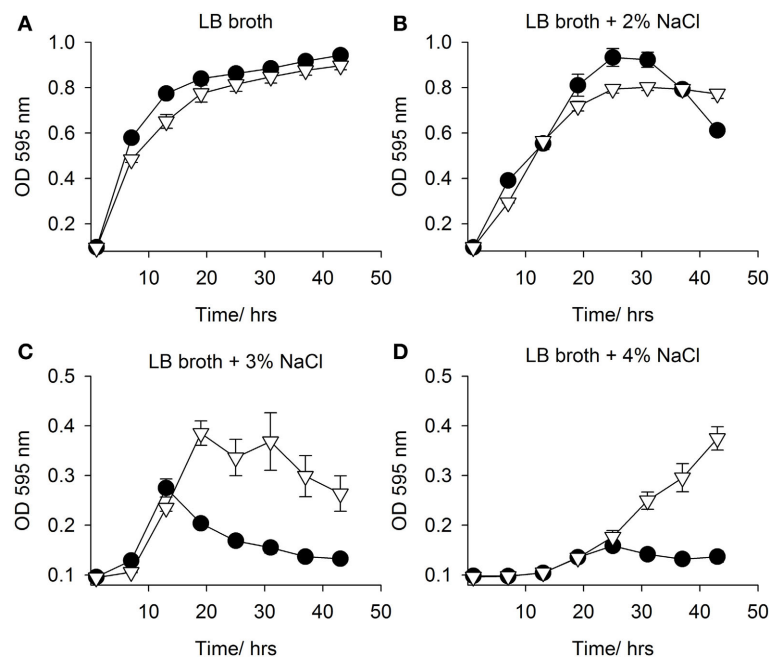 A
LB broth
1.0
0.8
0.6
0.4
0.2
OD 595 nm
10 20 30 40 50
Time/ hrs
B
LB broth + 2% NaCl
1.0
0.8
0.6
0.4
0.2
OD 595 nm
10 20 30 40 50
Time/ hrs
C
LB broth + 3% NaCl
0.5
0.4
0.3
0.2
0.1
OD 595 nm
10 20 30 40 50
Time/ hrs
D
LB broth + 4% NaCl
0.5
0.4
0.3
0.2
0.1
OD 595 nm
10 20 30 40 50
Time/ hrs